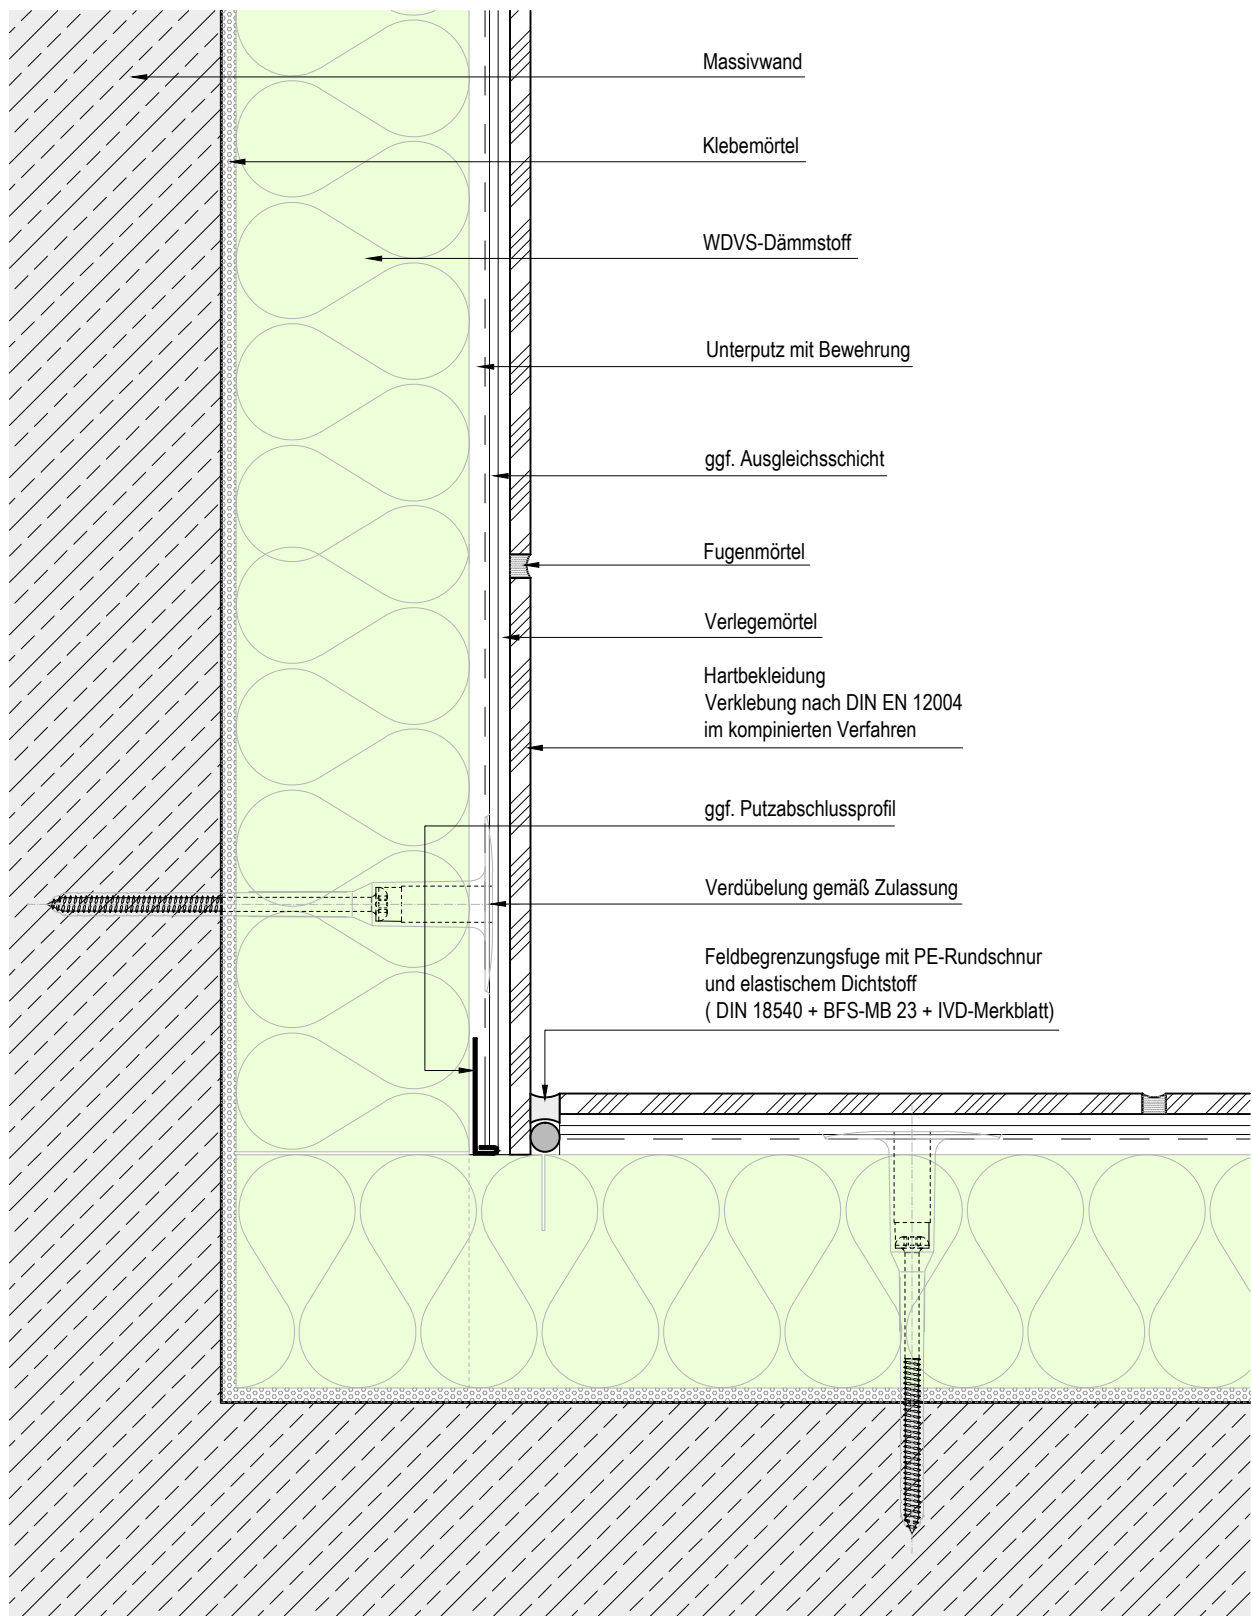 Massivwand
Klebemörtel
WDVS-Dämmstoff
Unterputz mit Bewehrung
ggf. Ausgleichsschicht
Fugenmörtel
Verlegemörtel
Hartbekleidung
Verklebung nach DIN EN 12004
im kompinierten Verfahren
ggf. Putzabschlussprofil
Verdübelung gemäß Zulassung
Feldbegrenzungsfuge mit PE-Rundschnur
und elastischem Dichtstoff
( DIN 18540 + BFS-MB 23 + IVD-Merkblatt)